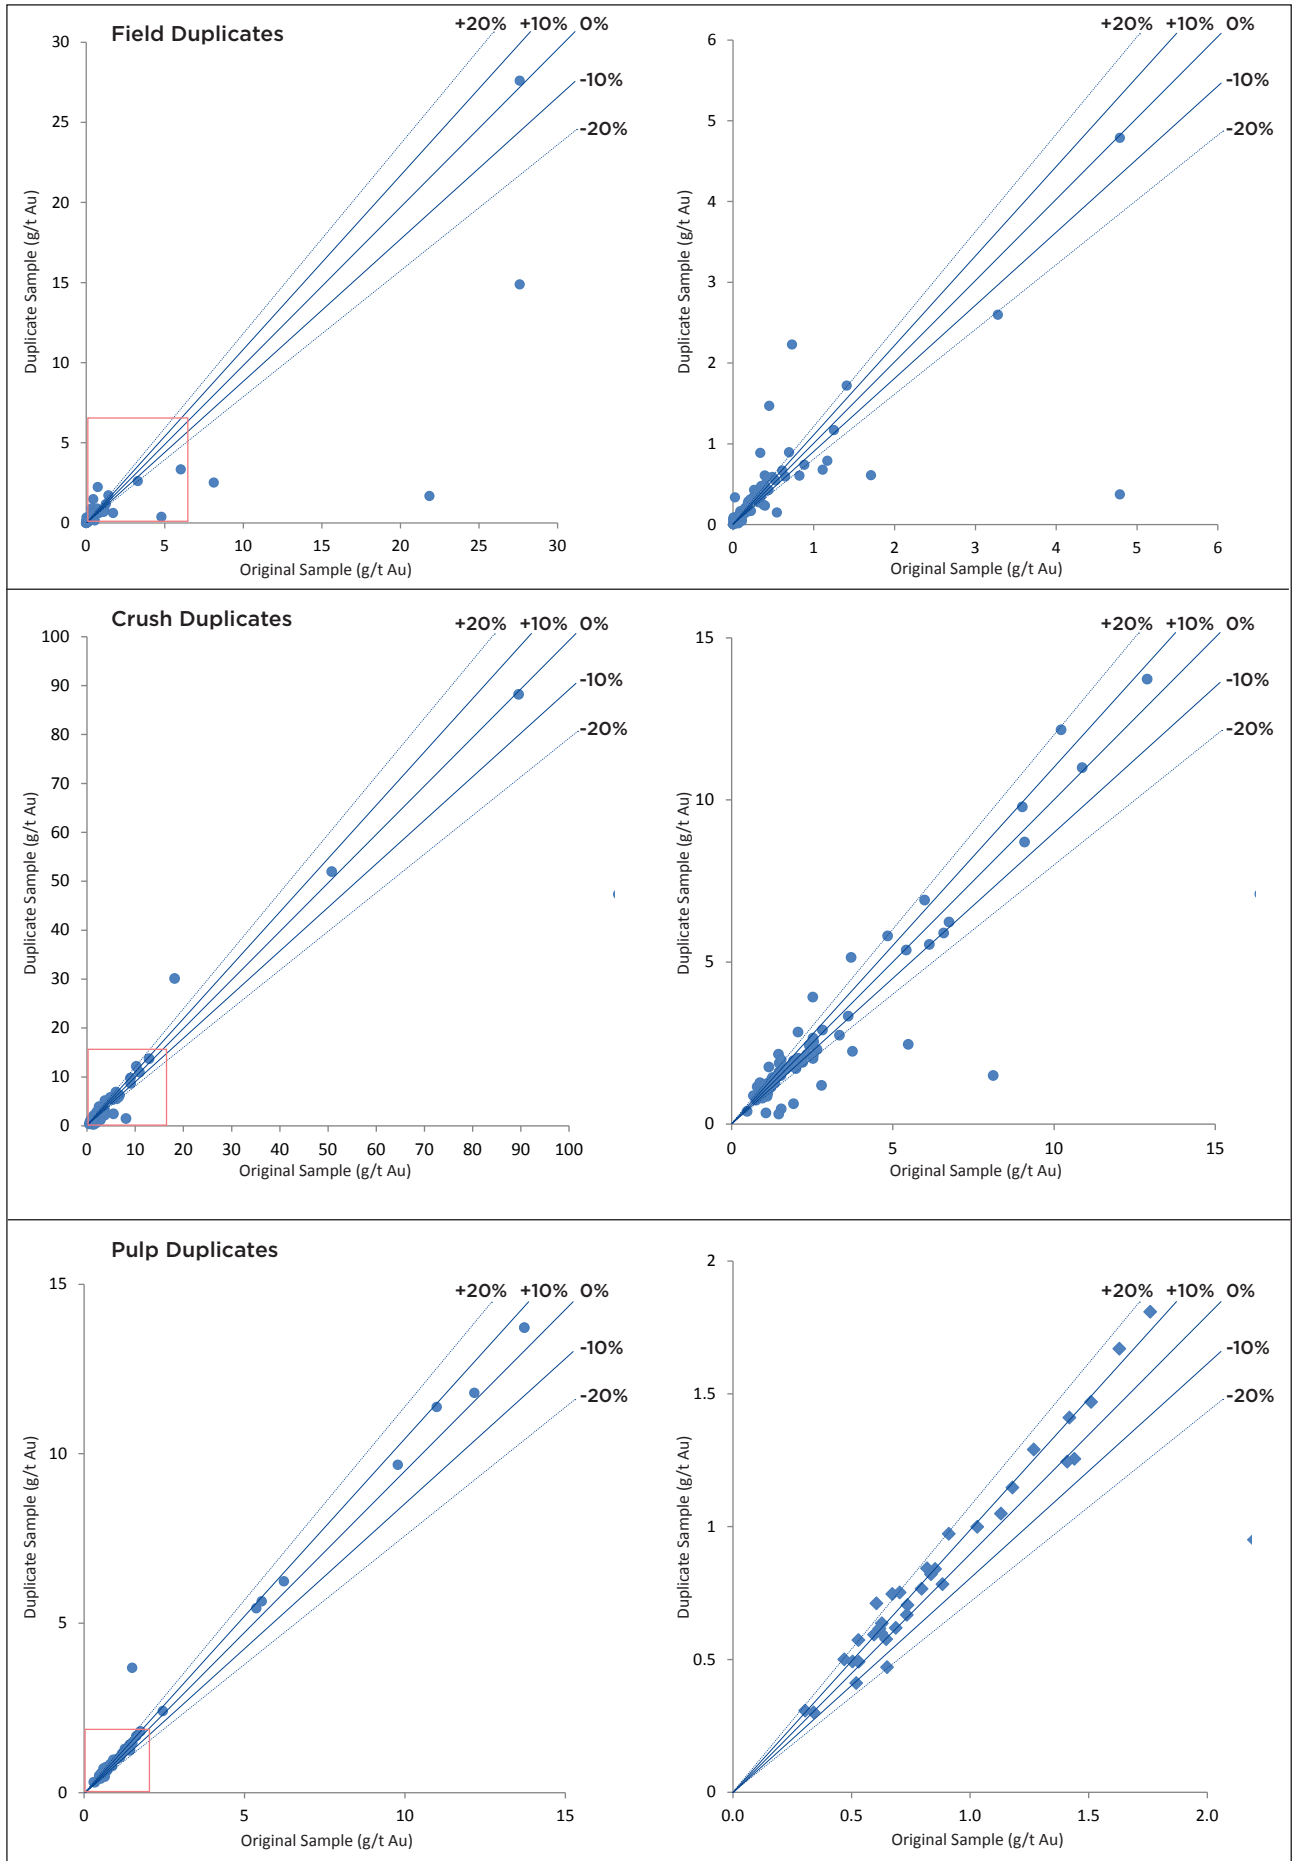 Field Duplicates
+20% +10% 0%
-10%
-20%
30
25
20
15
10
5
0
0 5 10 15 20 25 30
Duplicate Sample (g/t Au)
Original Sample (g/t Au)
+20% +10% 0%
-10%
-20%
6
5
4
3
2
1
0
0 1 2 3 4 5 6
Duplicate Sample (g/t Au)
Original Sample (g/t Au)
Crush Duplicates
+20% +10% 0%
-10%
-20%
100
90
80
70
60
50
40
30
20
10
0
0 10 20 30 40 50 60 70 80 90 100
Duplicate Sample (g/t Au)
Original Sample (g/t Au)
+20% +10% 0%
-10%
-20%
15
10
5
0
0 5 10 15
Duplicate Sample (g/t Au)
Original Sample (g/t Au)
Pulp Duplicates
+20% +10% 0%
-10%
-20%
15
10
5
0
0 5 10 15
Duplicate Sample (g/t Au)
Original Sample (g/t Au)
+20% +10% 0%
-10%
-20%
2
1.5
1
0.5
0
0.0 0.5 1.0 1.5 2.0
Duplicate Sample (g/t Au)
Original Sample (g/t Au)